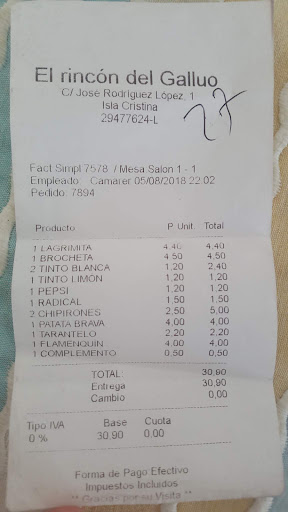 El rincón del Galluo
C/ José Rodríguez López, 1
Isla Cristina
29477624-L
27
Fact Simpl 7578 / Mesa Salon 1 - 1
Empleado: Camarer 05/08/2018 22:02
Pedido: 7894
Producto P. Unit. Total
1 LAGRIMITA 4,40 4,40
1 BROCHETA 4,50 4,50
2 TINTO BLANCA 1,20 2,40
1 TINTO LIMON 1,20 1,20
1 PEPSI 1,20 1,20
1 RADICAL 1,50 1,50
2 CHIPIRONES 2,50 5,00
1 PATATA BRAVA 4,00 4,00
1 TARANTELO 2,20 2,20
1 FLAMENQUIN 4,00 4,00
1 COMPLEMENTO 0,50 0,50
TOTAL: 30,90
Entrega 30,90
Cambio 0,00
Tipo IVA Base Cuota
0 % 30,90 0,00
Forma de Pago Efectivo
Impuestos Incluidos
** Gracias por su Visita **